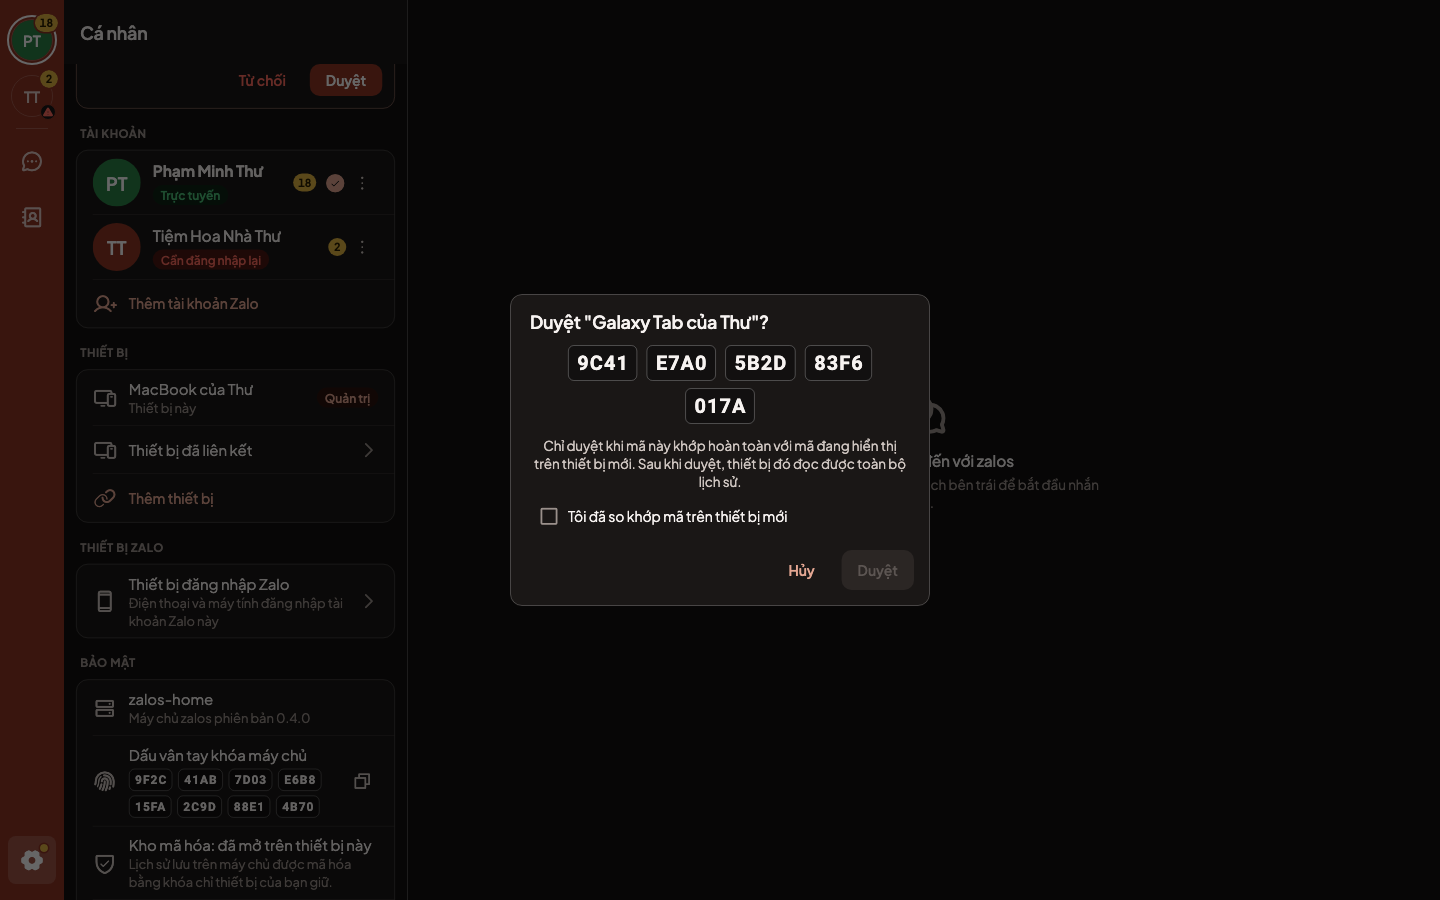 18
PT
2
TT
Cá nhân
Từ chối
Duyệt
TÀI KHOẢN
PT
Phạm Minh Thư
Trực tuyến
18
TT
Tiệm Hoa Nhà Thư
Cần đăng nhập lại
2
Thêm tài khoản Zalo
THIẾT BỊ
MacBook của Thư
Thiết bị này
Quản trị
Thiết bị đã liên kết
Thêm thiết bị
THIẾT BỊ ZALO
Thiết bị đăng nhập Zalo
Điện thoại và máy tính đăng nhập tài
khoản Zalo này
BẢO MẬT
zalos-home
Máy chủ zalos phiên bản 0.4.0
Dấu vân tay khóa máy chủ
9F2C 41AB 7D03 E6B8
15FA 2C9D 88E1 4B70
Kho mã hóa: đã mở trên thiết bị này
Lịch sử lưu trên máy chủ được mã hóa
bằng khóa chỉ thiết bị của bạn giữ.
Duyệt "Galaxy Tab của Thư"?
9C41 E7A0 5B2D 83F6
017A
Chỉ duyệt khi mã này khớp hoàn toàn với mã đang hiển thị
trên thiết bị mới. Sau khi duyệt, thiết bị đó đọc được toàn bộ
lịch sử.
Tôi đã so khớp mã trên thiết bị mới
Hủy
Duyệt
đến với zalos
ch bên trái để bắt đầu nhắn
.